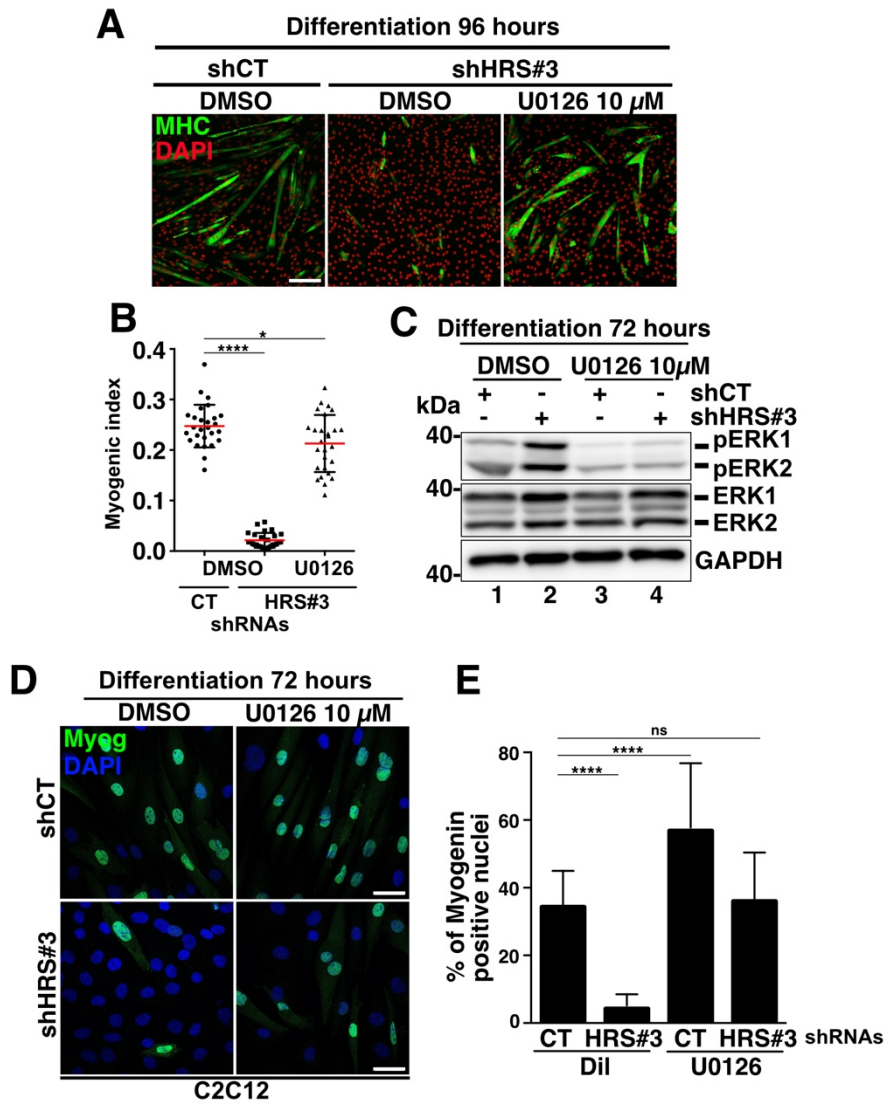 A
Differentiation 96 hours
shCT
shHRS#3
DMSO
DMSO
U0126 10 µM
MHC
DAPI
B
*
****
Myogenic index
0.4
0.3
0.2
0.1
0.0
DMSO
U0126
CT
HRS#3
shRNAs
C
Differentiation 72 hours
DMSO
U0126 10µM
+ - + - shCT
kDa
- + - + shHRS#3
40-
pERK1
pERK2
40-
ERK1
ERK2
GAPDH
40-
1 2 3 4
D
Differentiation 72 hours
DMSO
U0126 10 µM
Myog
DAPI
shCT
shHRS#3
C2C12
E
ns
****
****
% of Myogenin
positive nuclei
80
60
40
20
0
CT HRS#3 CT HRS#3 shRNAs
Dil
U0126